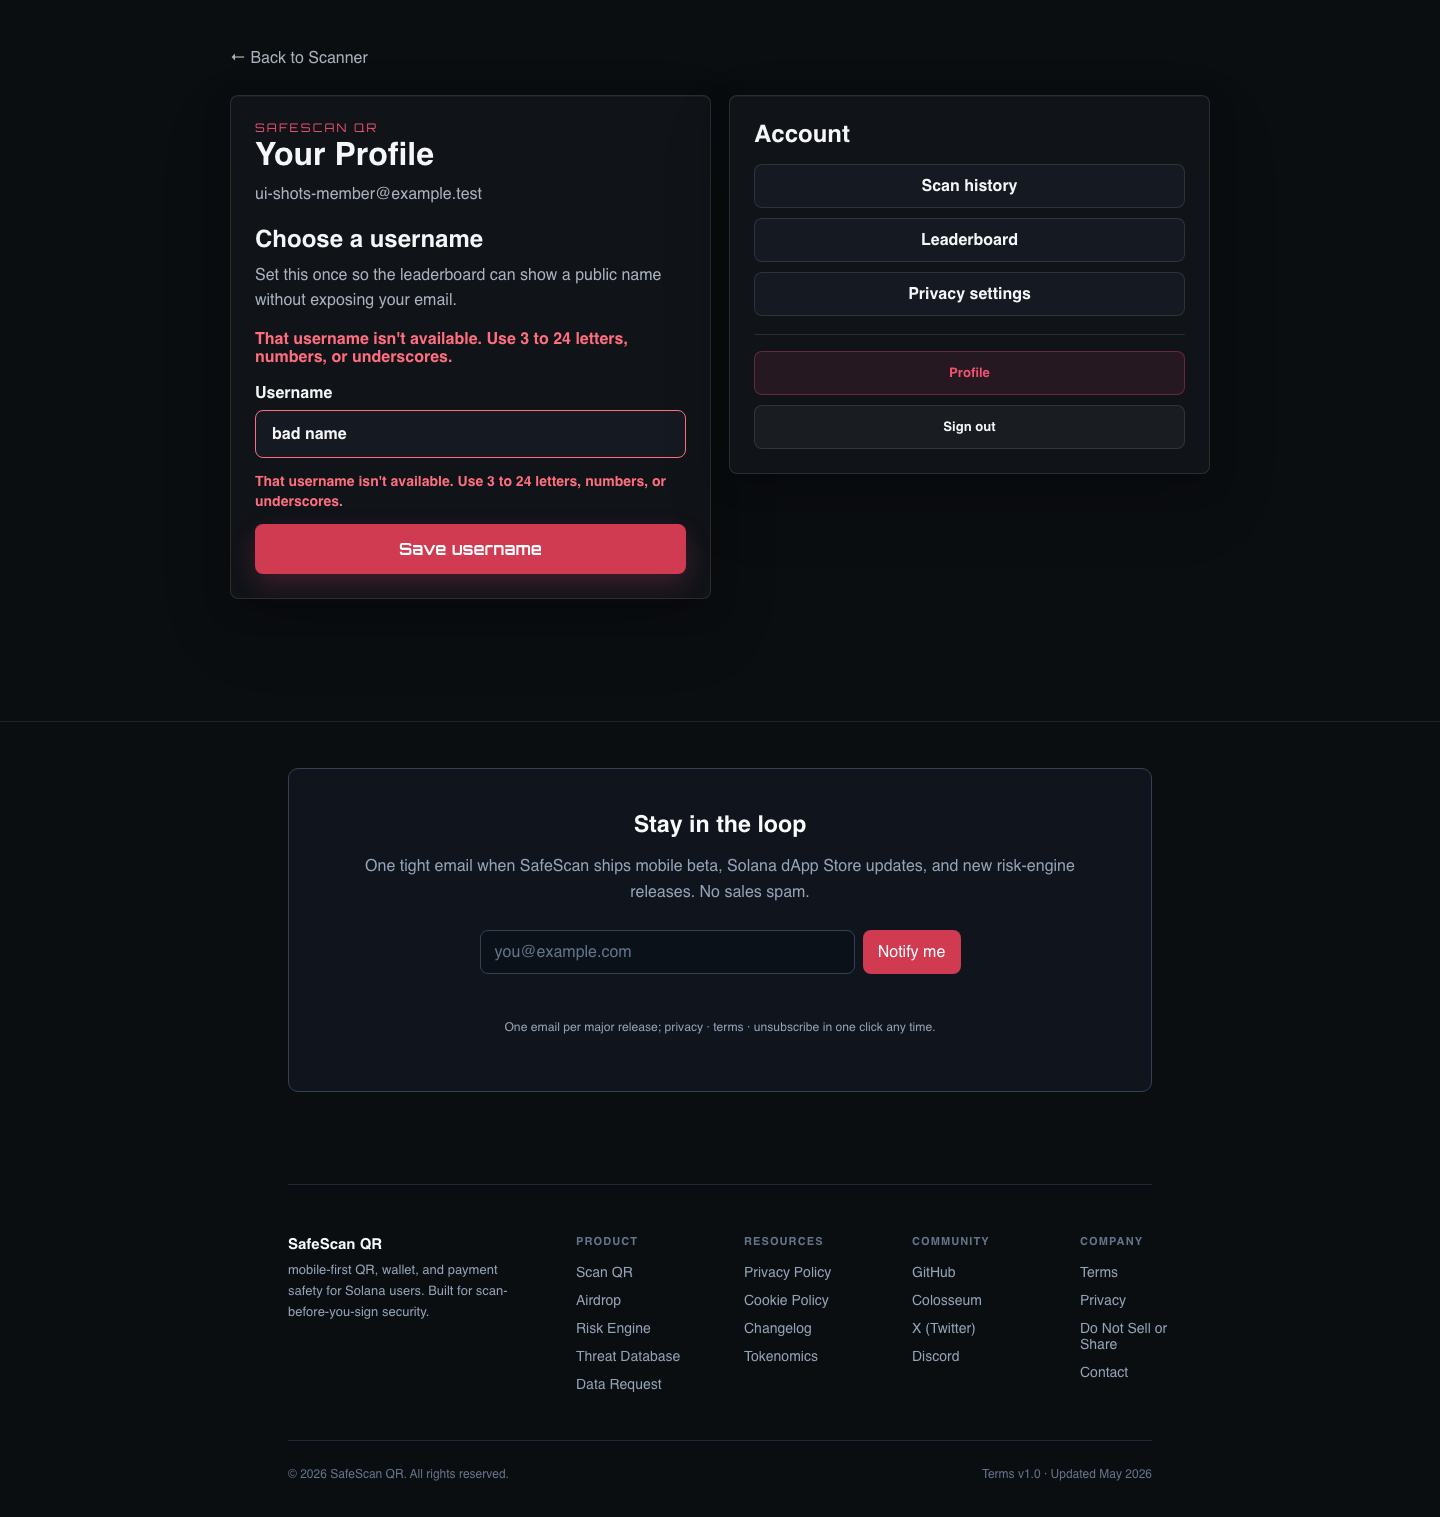 ← Back to Scanner
SAFESCAN QR
Your Profile
ui-shots-member@example.test
Choose a username
Set this once so the leaderboard can show a public name
without exposing your email.
That username isn't available. Use 3 to 24 letters,
numbers, or underscores.
Username
bad name
That username isn't available. Use 3 to 24 letters, numbers, or
underscores.
Save username
Account
Scan history
Leaderboard
Privacy settings
Profile
Sign out
Stay in the loop
One tight email when SafeScan ships mobile beta, Solana dApp Store updates, and new risk-engine
releases. No sales spam.
you@example.com
Notify me
One email per major release; privacy · terms · unsubscribe in one click any time.
SafeScan QR
mobile-first QR, wallet, and payment
safety for Solana users. Built for scan-
before-you-sign security.
PRODUCT
Scan QR
Airdrop
Risk Engine
Threat Database
Data Request
RESOURCES
Privacy Policy
Cookie Policy
Changelog
Tokenomics
COMMUNITY
GitHub
Colosseum
X (Twitter)
Discord
COMPANY
Terms
Privacy
Do Not Sell or
Share
Contact
© 2026 SafeScan QR. All rights reserved.
Terms v1.0 · Updated May 2026